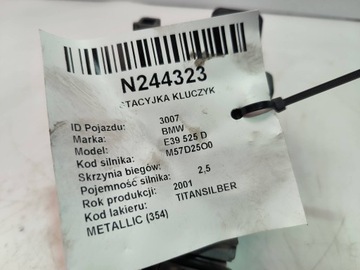 N244323
STACYJKA KLUCZYK
ID Pojazdu: 3007
Marka: BMW
Model: E39 525 D
Kod silnika: M57D25O0
Skrzynia biegów:
Pojemność silnika: 2,5
Rok produkcji: 2001
Kod lakieru: TITANSILBER
METALLIC (354)